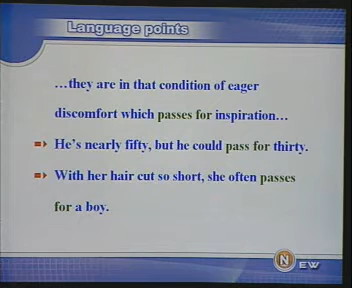 Language points
…they are in that condition of eager
discomfort which passes for inspiration…
He's nearly fifty, but he could pass for thirty.
With her hair cut so short, she often passes
for a boy.
N EW